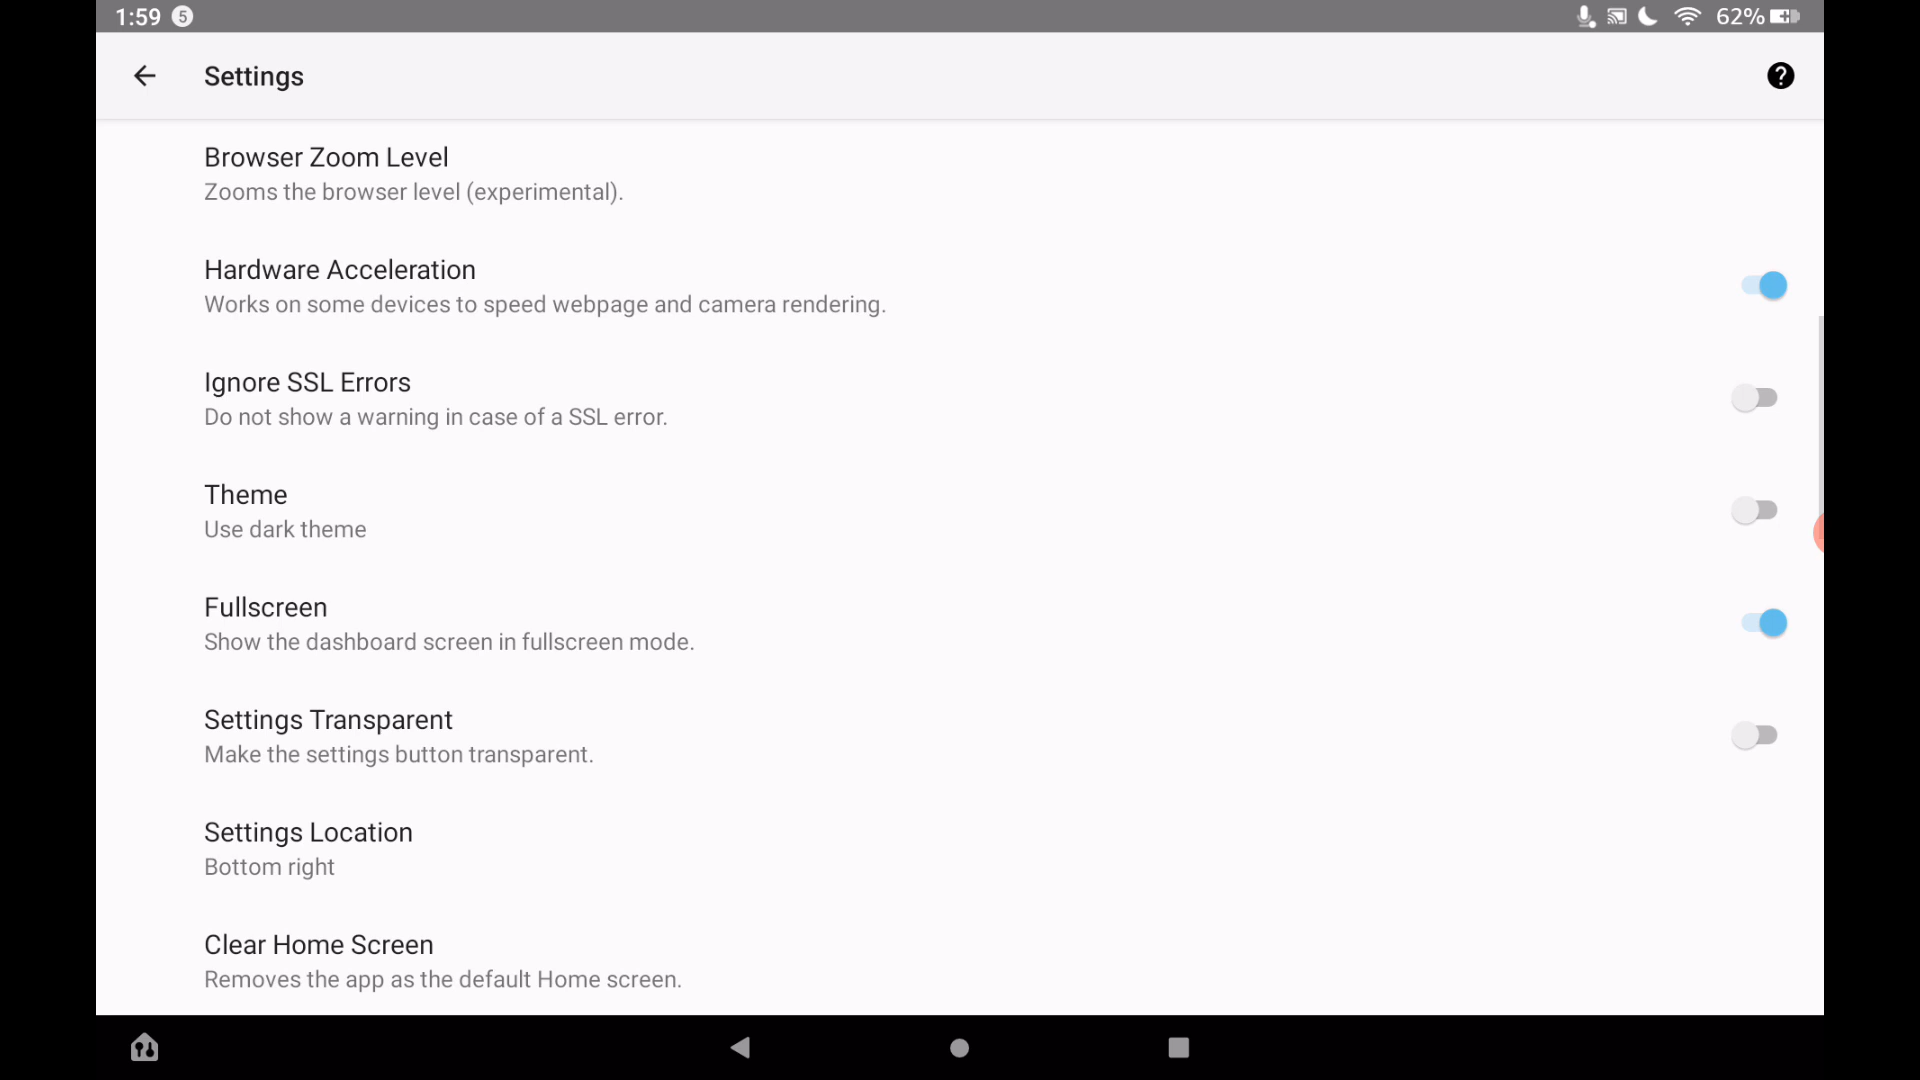 1:59 5
62%
Settings
?
Browser Zoom Level
Zooms the browser level (experimental).
Hardware Acceleration
Works on some devices to speed webpage and camera rendering.
Ignore SSL Errors
Do not show a warning in case of a SSL error.
Theme
Use dark theme
Fullscreen
Show the dashboard screen in fullscreen mode.
Settings Transparent
Make the settings button transparent.
Settings Location
Bottom right
Clear Home Screen
Removes the app as the default Home screen.